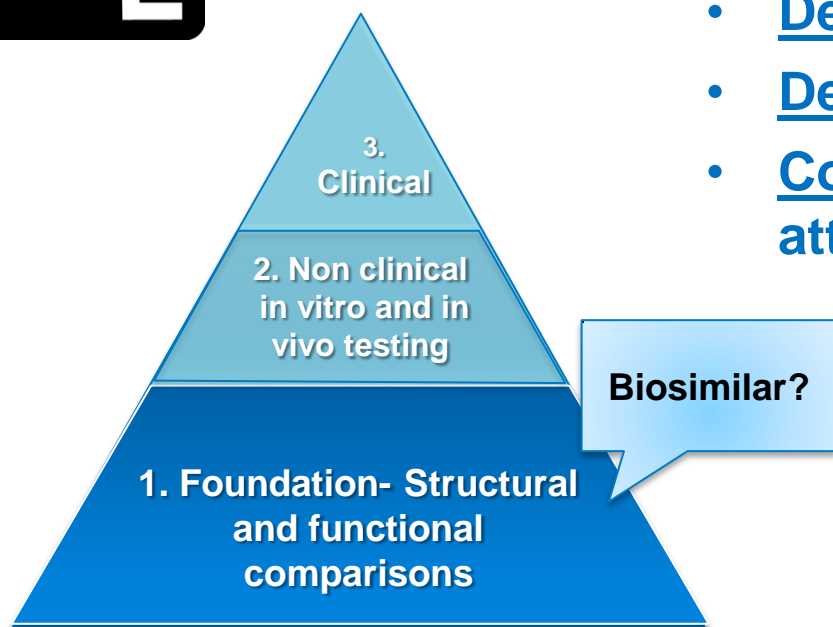 3.
Clinical
2. Non clinical
in vitro and in
vivo testing
Biosimilar?
1. Foundation- Structural
and functional
comparisons